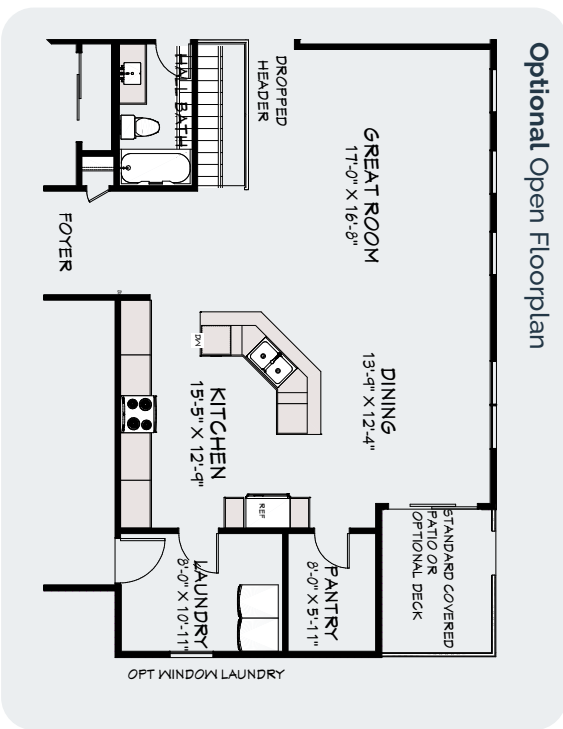 Optional Open Floorplan
DROPPED
HEADER
HALL BATH
GREAT ROOM
17'-0" X 16'-8"
FOYER
DW
DINING
13'-9" X 12'-4"
KITCHEN
15'-5" X 12'-9"
REF
STANDARD COVERED
PATIO OR
OPTIONAL DECK
PANTRY
8'-0" X 5'-11"
LAUNDRY
8'-0" X 10'-11"
OPT WINDOW LAUNDRY